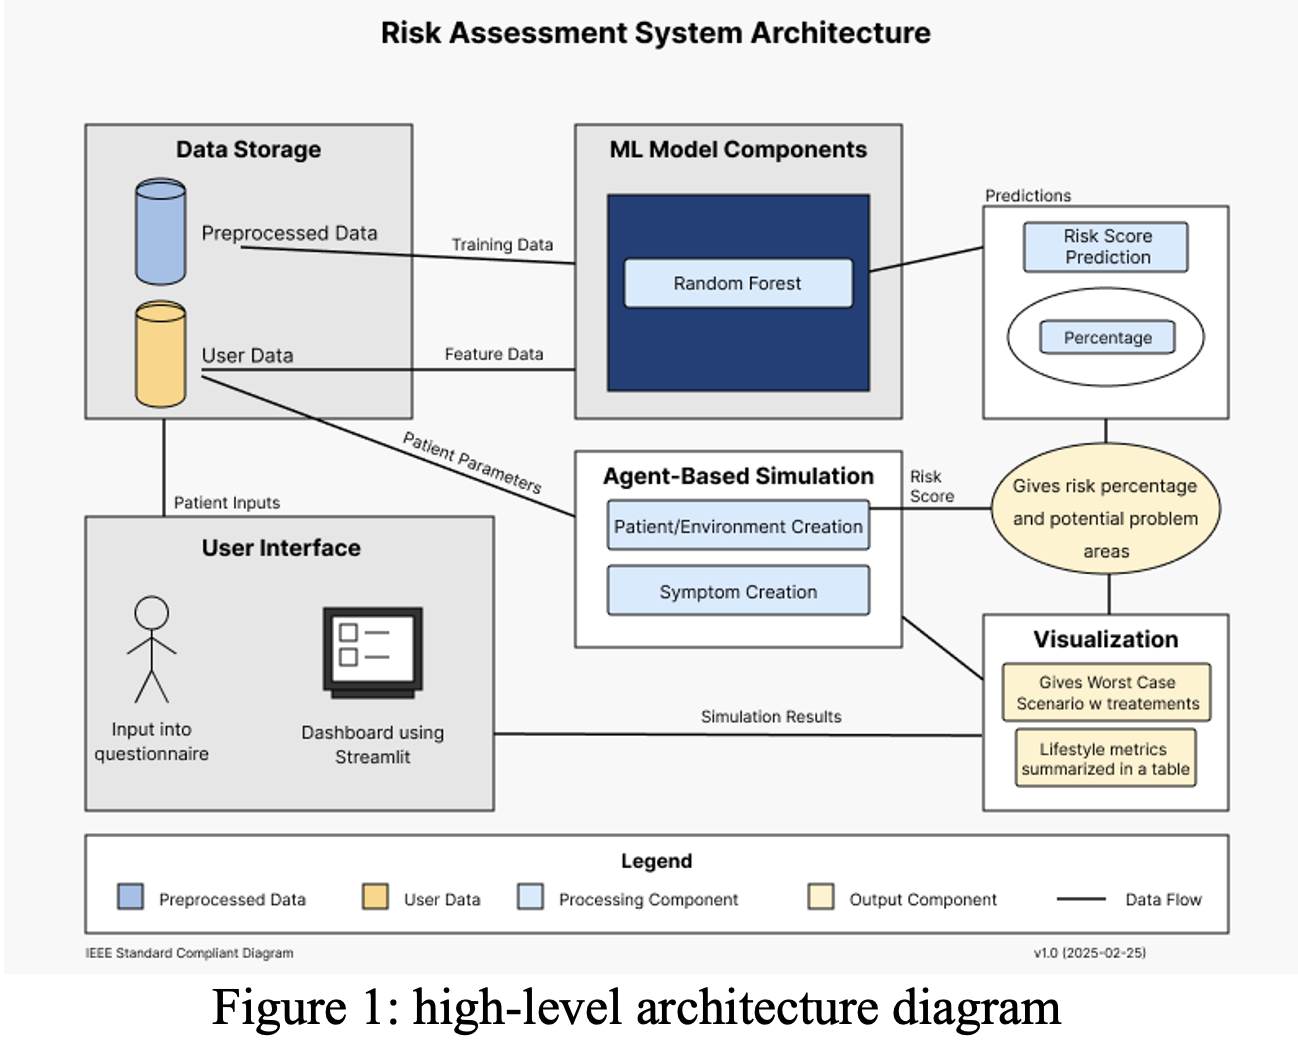 Risk Assessment System Architecture
Data Storage
Preprocessed Data
User Data
Training Data
Feature Data
Patient Parameters
Patient Inputs
ML Model Components
Random Forest
Predictions
Risk Score
Prediction
Percentage
Agent-Based Simulation
Patient/Environment Creation
Symptom Creation
Risk
Score
Gives risk percentage
and potential problem
areas
User Interface
Input into
questionnaire
Dashboard using
Streamlit
Simulation Results
Visualization
Gives Worst Case
Scenario w treatements
Lifestyle metrics
summarized in a table
Legend
Preprocessed Data
User Data
Processing Component
Output Component
Data Flow
IEEE Standard Compliant Diagram
v1.0 (2025-02-25)
Figure 1: high-level architecture diagram